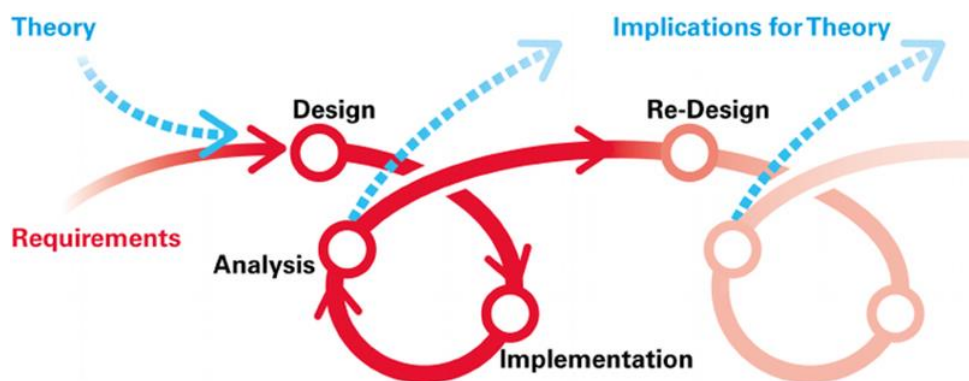 Theory
Implications for Theory
Design
Re-Design
Requirements
Analysis
Implementation